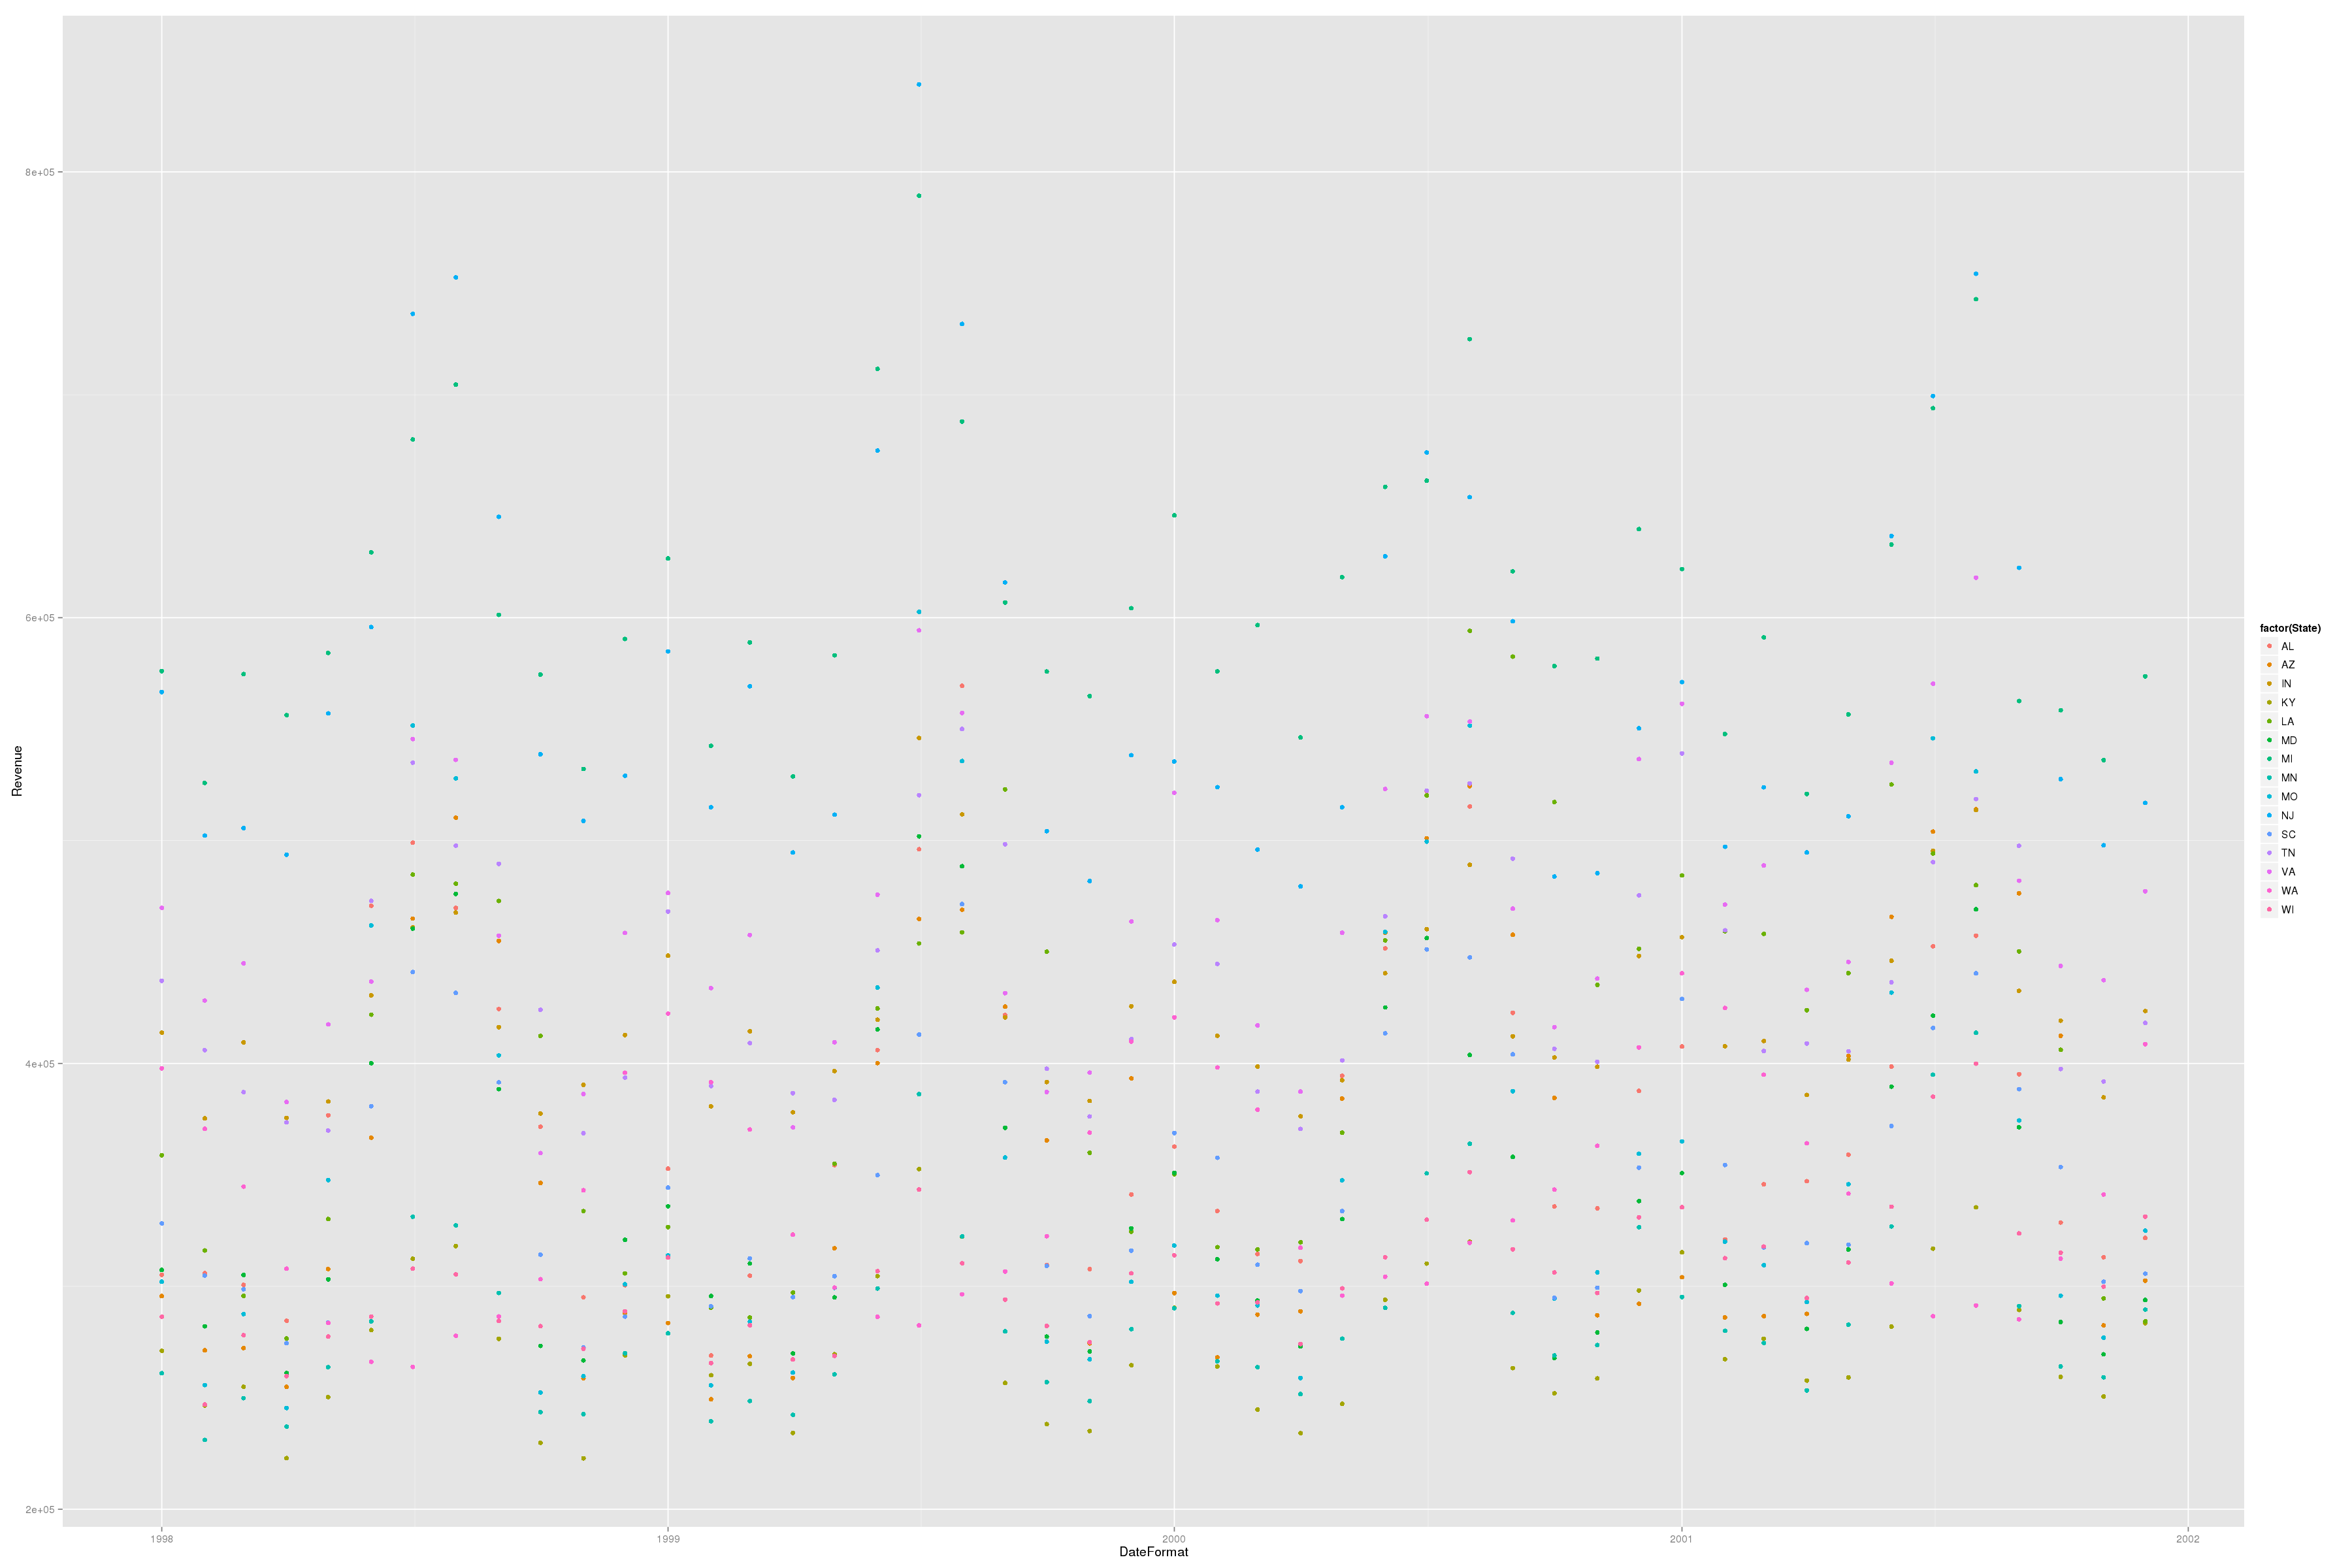 8e+05
6e+05
4e+05
2e+05
Revenue
1998
1999
2000
2001
2002
DateFormat
factor(State)
AL
AZ
IN
KY
LA
MD
MI
MN
MO
NJ
SC
TN
VA
WA
WI